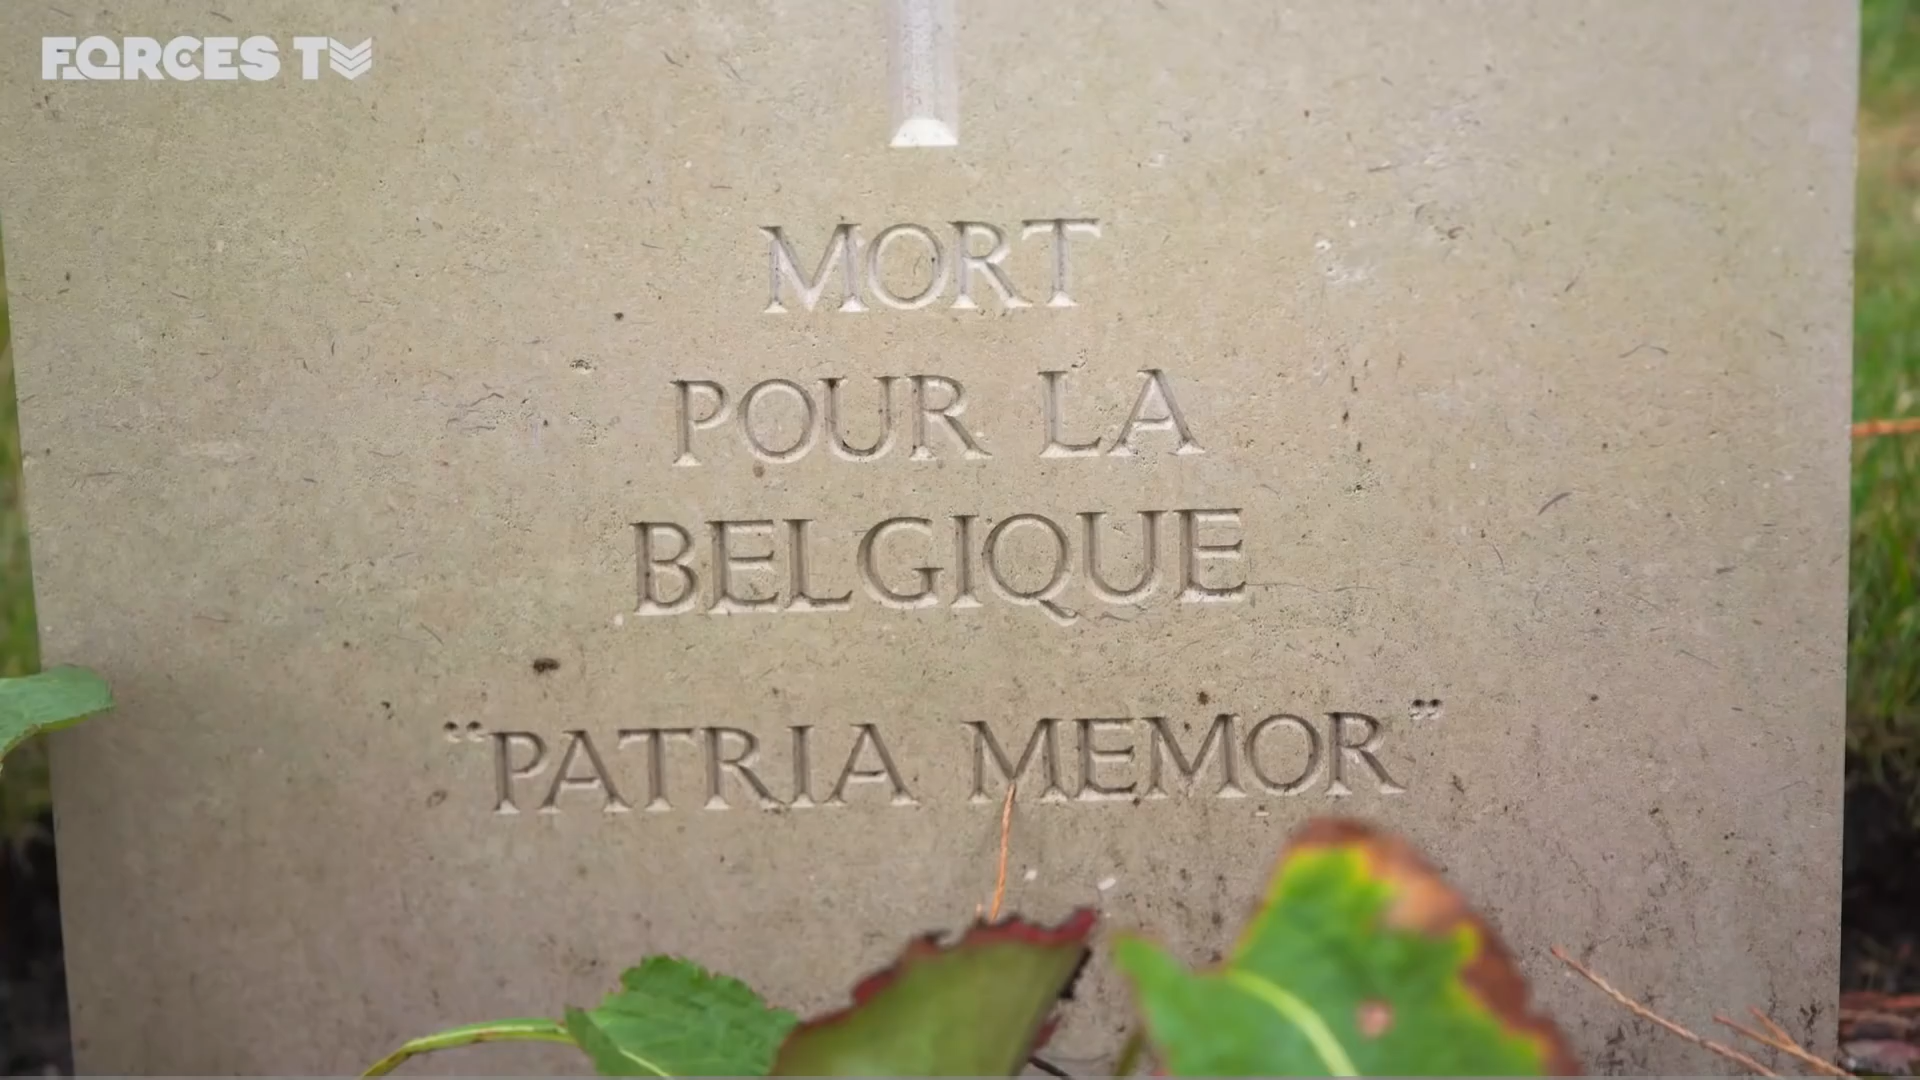 FORCES TV
MORT
POUR LA
BELGIQUE
"PATRIA MEMOR"